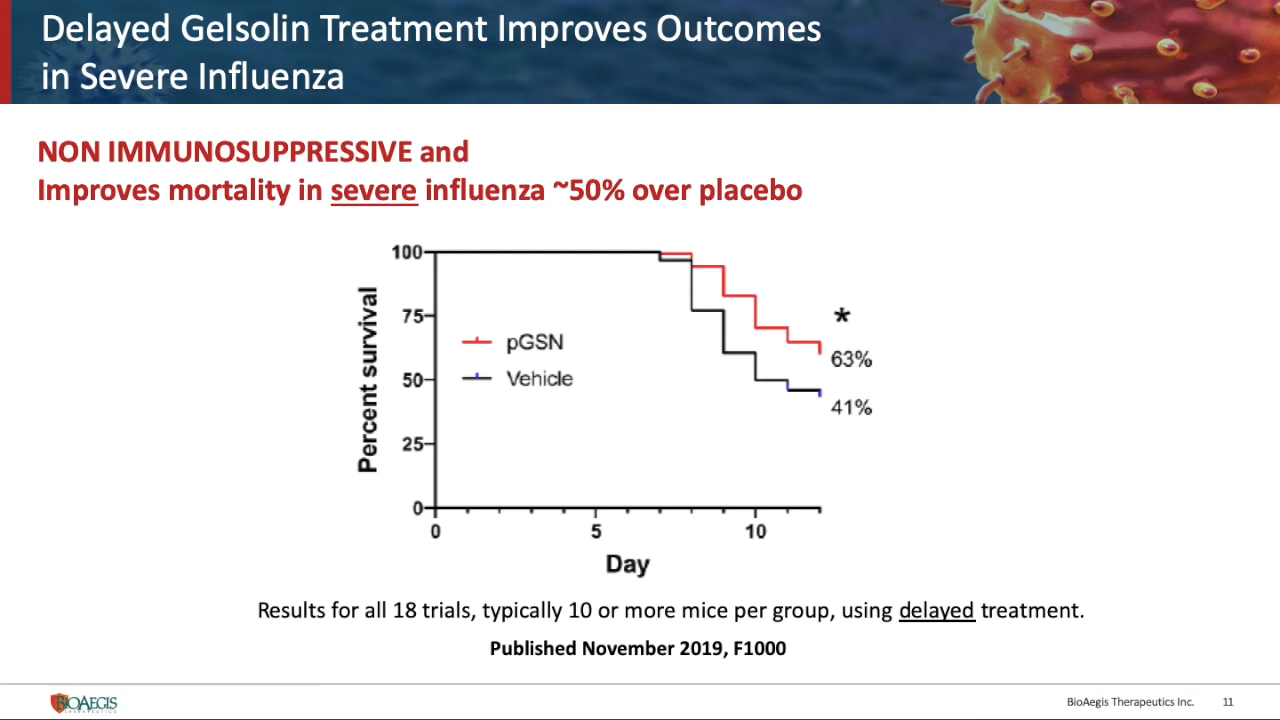 Delayed Gelsolin Treatment Improves Outcomes
in Severe Influenza
NON IMMUNOSUPPRESSIVE and
Improves mortality in severe influenza ~50% over placebo
100
75
50
25
0
Percent survival
pGSN
Vehicle
*
63%
41%
0
5
10
Day
Results for all 18 trials, typically 10 or more mice per group, using delayed treatment.
Published November 2019, F1000
BIOAEGIS
THERAPEUTICS
BioAegis Therapeutics Inc.
11